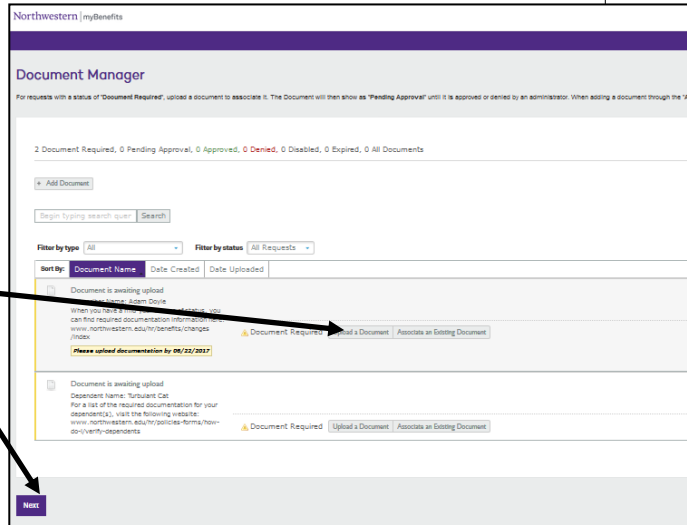 Northwestern | myBenefits
Document Manager
For requests with a status of "Document Required", upload a document to associate it. The Document will then show as "Pending Approval" until it is approved or denied by an administrator. When adding a document through the
2 Document Required, 0 Pending Approval, 0 Approved, 0 Denied, 0 Disabled, 0 Expired, 0 All Documents
+ Add Document
Begin Typing search quer Search
Filter by type All Filter by status All Requests
Sort By: Document Name Date Created Date Uploaded
Document is awaiting upload
Name: Adam Doyle
When you have a status, you
can find required documentation information here:
www.northwestern.edu/hr/benefits/changes
/index
Document Required Upload a Document Associate an Existing Document
Please upload documentation by 06/22/2017
Document is awaiting upload
Dependent Name: Turbulant Cat
For a list of the required documentation for your
dependent(s), visit the following website:
www.northwestern.edu/hr/policies-forms/how-
do-i/verify-dependents
Document Required Upload a Document Associate an Existing Document
Next